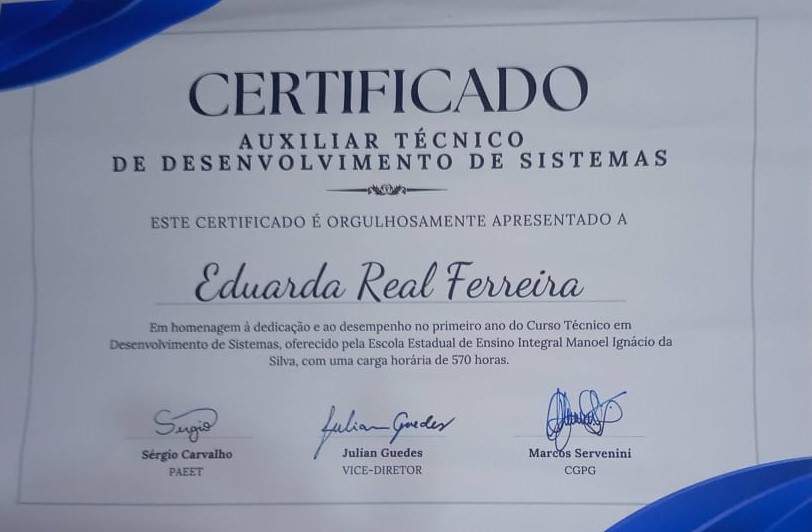 CERTIFICADO
AUXILIAR TÉCNICO
DE DESENVOLVIMENTO DE SISTEMAS
ESTE CERTIFICADO É ORGULHOSAMENTE APRESENTADO A
Eduarda Real Ferreira
Em homenagem à dedicação e ao desempenho no primeiro ano do Curso Técnico em
Desenvolvimento de Sistemas, oferecido pela Escola Estadual de Ensino Integral Manoel Ignácio da
Silva, com uma carga horária de 570 horas.
Sergio Julian Guedes
Sérgio Carvalho Julian Guedes Marcos Servenini
PAEET VICE-DIRETOR CGPG